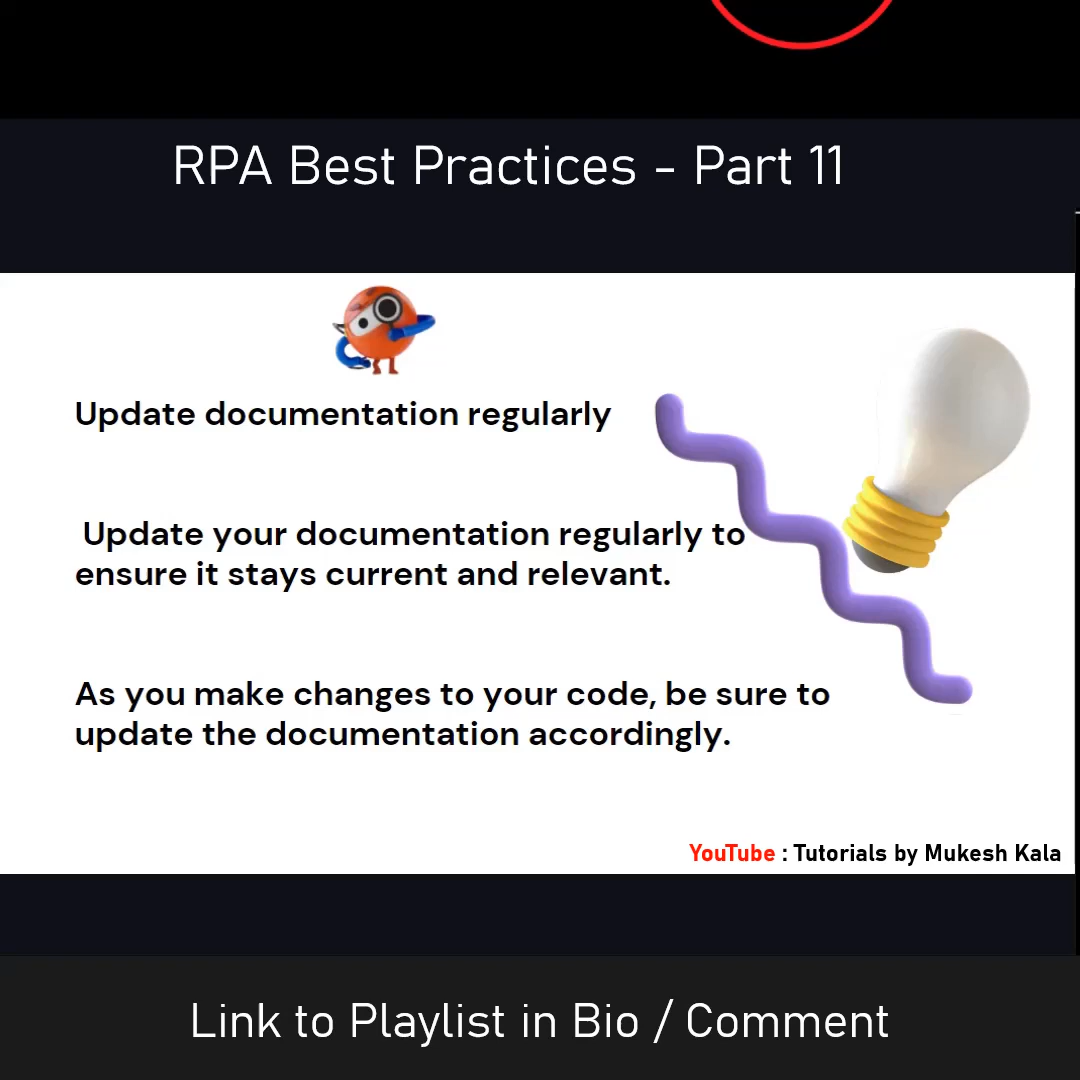 RPA Best Practices - Part 11
Update documentation regularly
Update your documentation regularly to
ensure it stays current and relevant.
As you make changes to your code, be sure to
update the documentation accordingly.
YouTube : Tutorials by Mukesh Kala
Link to Playlist in Bio / Comment